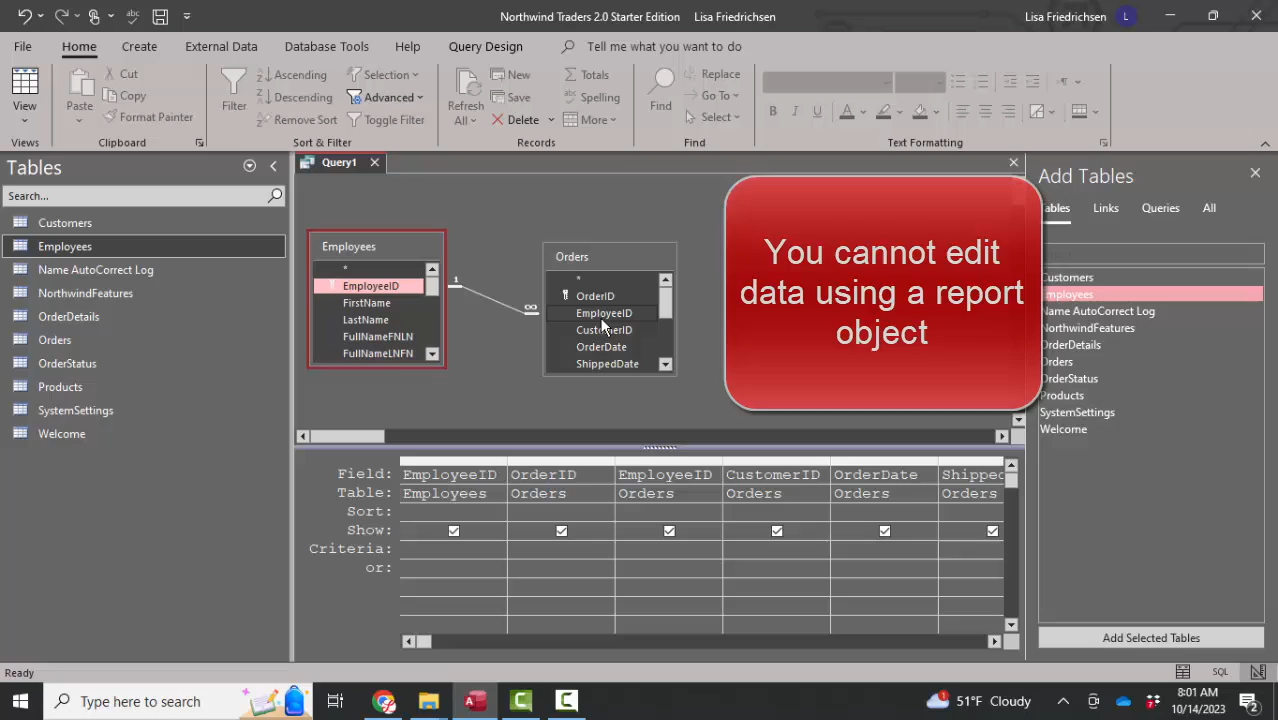 Northwind Traders 2.0 Starter Edition Lisa Friedrichsen Lisa Friedrichsen L
File Home Create External Data Database Tools Help Query Design Tell me what you want to do
View
Views
Paste
Cut
Copy
Format Painter
Clipboard
Filter
Ascending
Descending
Remove Sort
Selection
Advanced
Toggle Filter
Sort & Filter
Refresh
All
New
Save
Delete
Totals
Spelling
More
Records
Find
Replace
Go To
Select
Find
B I U A
Text Formatting
Tables
Search...
Customers
Employees
Name AutoCorrect Log
NorthwindFeatures
OrderDetails
Orders
OrderStatus
Products
SystemSettings
Welcome
Query1
Employees
*
EmployeeID
FirstName
LastName
FullNameFNLN
FullNameLNFN
1
∞
Orders
*
OrderID
EmployeeID
CustomerID
OrderDate
ShippedDate
You cannot edit
data using a report
object
Field: EmployeeID OrderID EmployeeID CustomerID OrderDate Shipped
Table: Employees Orders Orders Orders Orders Orders
Sort:
Show:
Criteria:
or:
Add Tables
Tables Links Queries All
Customers
Employees
Name AutoCorrect Log
NorthwindFeatures
OrderDetails
Orders
OrderStatus
Products
SystemSettings
Welcome
Add Selected Tables
Ready SQL
Type here to search
51°F Cloudy
8:01 AM
10/14/2023
2